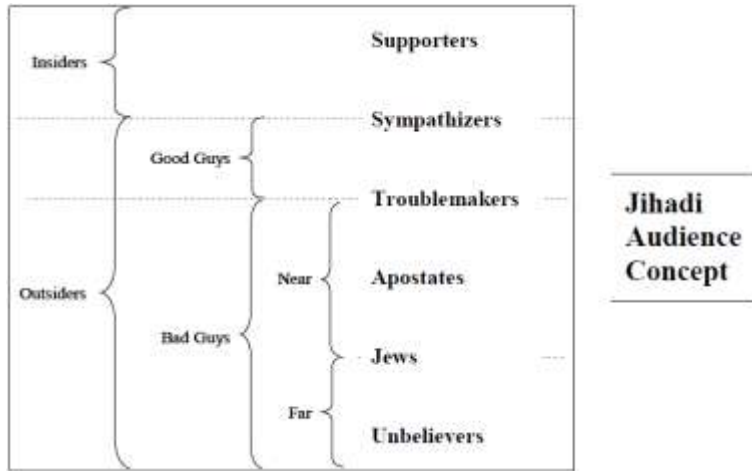 Supporters
Insiders
Sympathizers
Good Guys
Troublemakers
Near
Apostates
Outsiders
Bad Guys
Jews
Far
Unbelievers
Jihadi
Audience
Concept